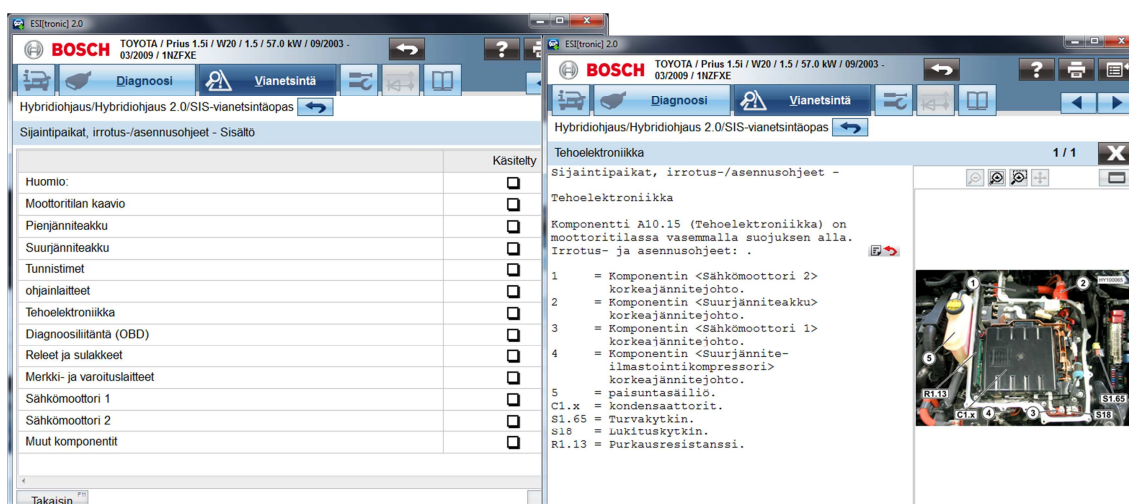 ESI[tronic] 2.0
BOSCH
TOYOTA / Prius 1.5i / W20 / 1.5 / 57.0 kW / 09/2003 -
03/2009 / 1NZFXE
?
Diagnoosi
Vianetsintä
Hybridiohjaus/Hybridiohjaus 2.0/SIS-vianetsintäopas
Sijaintipaikat, irrotus-/asennusohjeet - Sisältö
Käsitelty
Huomio:
Moottoritilan kaavio
Pienjänniteakku
Suurjänniteakku
Tunnistimet
ohjainlaitteet
Tehoelektroniikka
Diagnoosiliitäntä (OBD)
Releet ja sulakkeet
Merkki- ja varoituslaitteet
Sähkömoottori 1
Sähkömoottori 2
Muut komponentit
Takaisin
ESI[tronic] 2.0
BOSCH
TOYOTA / Prius 1.5i / W20 / 1.5 / 57.0 kW / 09/2003 -
03/2009 / 1NZFXE
?
Diagnoosi
Vianetsintä
Hybridiohjaus/Hybridiohjaus 2.0/SIS-vianetsintäopas
Tehoelektroniikka
1 / 1
X
Sijaintipaikat, irrotus-/asennusohjeet -
Tehoelektroniikka
Komponentti A10.15 (Tehoelektroniikka) on
moottoritilassa vasemmalla suojuksen alla.
Irrotus- ja asennusohjeet: .
1 = Komponentin <Sähkömoottori 2>
korkeajännitejohto.
2 = Komponentin <Suurjänniteakku>
korkeajännitejohto.
3 = Komponentin <Sähkömoottori 1>
korkeajännitejohto.
4 = Komponentin <Suurjännite-
ilmastointikompressori>
korkeajännitejohto.
5 = paisuntasäiliö.
C1.x = kondensaattorit.
S1.65 = Turvakytkin.
S18 = Lukituskytkin.
R1.13 = Purkausresistanssi.
1
2
HY100065
5
R1.13
C1.x
4
3
S1.65
S18